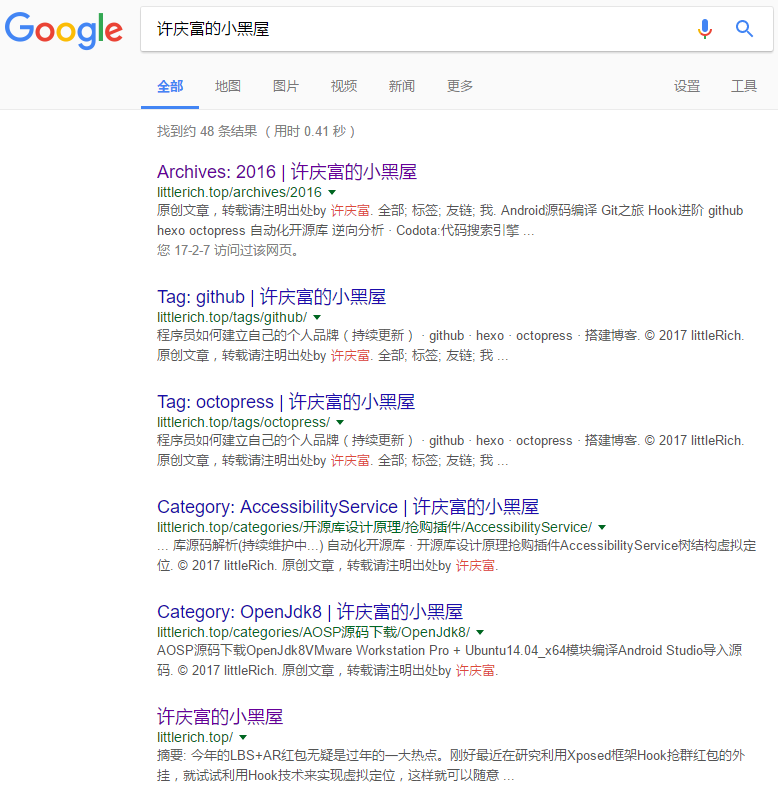 Google
许庆富的小黑屋
全部 地图 图片 视频 新闻 更多 设置 工具
找到约 48 条结果 （用时 0.41 秒）
Archives: 2016 | 许庆富的小黑屋
littlerich.top/archives/2016
原创文章，转载请注明出处by 许庆富. 全部; 标签; 友链; 我. Android源码编译 Git之旅 Hook进阶 github
hexo octopress 自动化开源库 逆向分析 · Codota:代码搜索引擎 ...
您 17-2-7 访问过该网页。
Tag: github | 许庆富的小黑屋
littlerich.top/tags/github/
程序员如何建立自己的个人品牌（持续更新） · github · hexo · octopress · 搭建博客. © 2017 littleRich.
原创文章，转载请注明出处by 许庆富. 全部; 标签; 友链; 我 ...
Tag: octopress | 许庆富的小黑屋
littlerich.top/tags/octopress/
程序员如何建立自己的个人品牌（持续更新） · github · hexo · octopress · 搭建博客. © 2017 littleRich.
原创文章，转载请注明出处by 许庆富. 全部; 标签; 友链; 我 ...
Category: AccessibilityService | 许庆富的小黑屋
littlerich.top/categories/开源库设计原理/抢购插件/AccessibilityService/
... 库源码解析(持续维护中...) 自动化开源库 · 开源库设计原理抢购插件AccessibilityService树结构虚拟定
位. © 2017 littleRich. 原创文章，转载请注明出处by 许庆富.
Category: OpenJdk8 | 许庆富的小黑屋
littlerich.top/categories/AOSP源码下载/OpenJdk8/
AOSP源码下载OpenJdk8VMware Workstation Pro + Ubuntu14.04_x64模块编译Android Studio导入源
码. © 2017 littleRich. 原创文章，转载请注明出处by 许庆富.
许庆富的小黑屋
littlerich.top/
摘要: 今年的LBS+AR红包无疑是过年的一大热点。刚好最近在研究利用Xposed框架Hook抢群红包的外
挂，就试试利用Hook技术来实现虚拟定位，这样就可以随意 ...